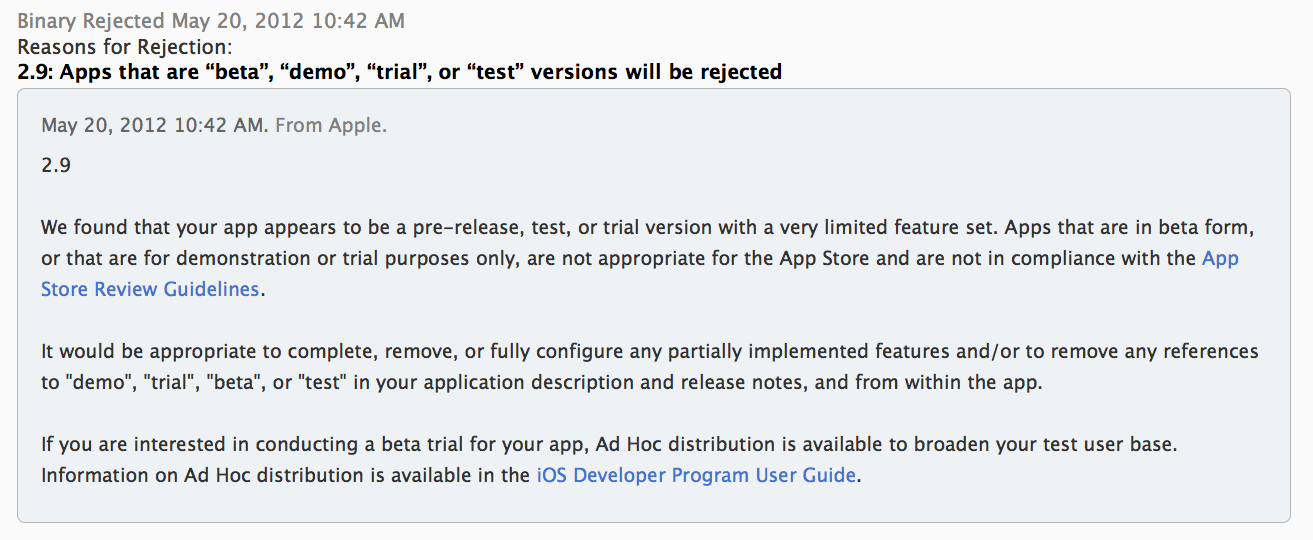 Binary Rejected May 20, 2012 10:42 AM
Reasons for Rejection:
2.9: Apps that are “beta”, “demo”, “trial”, or “test” versions will be rejected
May 20, 2012 10:42 AM. From Apple.
2.9
We found that your app appears to be a pre-release, test, or trial version with a very limited feature set. Apps that are in beta form,
or that are for demonstration or trial purposes only, are not appropriate for the App Store and are not in compliance with the App
Store Review Guidelines.
It would be appropriate to complete, remove, or fully configure any partially implemented features and/or to remove any references
to "demo", "trial", "beta", or "test" in your application description and release notes, and from within the app.
If you are interested in conducting a beta trial for your app, Ad Hoc distribution is available to broaden your test user base.
Information on Ad Hoc distribution is available in the iOS Developer Program User Guide.